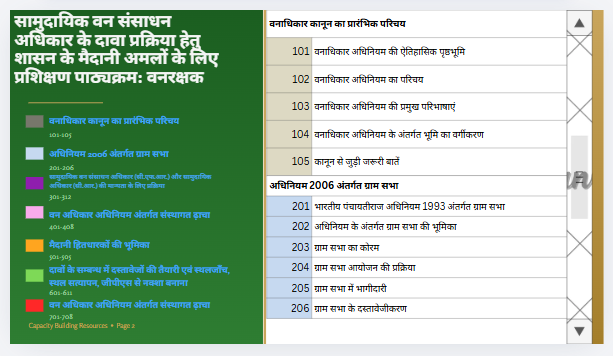 सामुदायिक वन संसाधन
अधिकार के दावा प्रक्रिया हेतु
शासन के मैदानी अमलों के लिए
प्रशिक्षण पाठ्यक्रम: वनरक्षक
वनाधिकार कानून का प्रारंभिक परिचय
101-105
अधिनियम 2006 अंतर्गत ग्राम सभा
201-206
सामुदायिक वन संसाधन अधिकार (सी.एफ.आर.) और सामुदायिक
अधिकार (सी.आर.) की मान्यता के लिए प्रक्रिया
301-312
वन अधिकार अधिनियम अंतर्गत संस्थागत ढ़ाचा
401-408
मैदानी हितधारकों की भूमिका
501-505
दावों के सम्बन्ध में दस्तावेजों की तैयारी एवं स्थलजाँच,
स्थल सत्यापन, जीपीएस से नक्शा बनाना
601-611
वन अधिकार अधिनियम अंतर्गत संस्थागत ढ़ाचा
701-708
Capacity Building Resources • Page 2
वनाधिकार कानून का प्रारंभिक परिचय
101 वनाधिकार अधिनियम की ऐतिहासिक पृष्ठभूमि
102 वनाधिकार अधिनियम का परिचय
103 वनाधिकार अधिनियम की प्रमुख परिभाषाएं
104 वनाधिकार अधिनियम के अंतर्गत भूमि का वर्गीकरण
105 कानून से जुड़ी जरूरी बातें
अधिनियम 2006 अंतर्गत ग्राम सभा
201 भारतीय पंचायतीराज अधिनियम 1993 अंतर्गत ग्राम सभा
202 अधिनियम के अंतर्गत ग्राम सभा की भूमिका
203 ग्राम सभा का कोरम
204 ग्राम सभा आयोजन की प्रक्रिया
205 ग्राम सभा में भागीदारी
206 ग्राम सभा के दस्तावेजीकरण